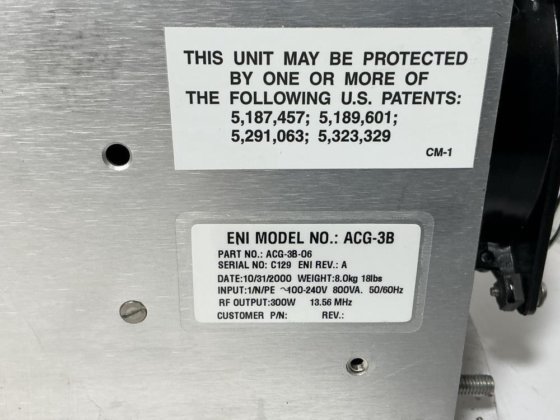 THIS UNIT MAY BE PROTECTED
BY ONE OR MORE OF
THE FOLLOWING U.S. PATENTS:
5,187,457; 5,189,601;
5,291,063; 5,323,329
CM-1
ENI MODEL NO.: ACG-3B
PART NO.: ACG-3B-06
SERIAL NO: C129 ENI REV.: A
DATE:10/31/2000 WEIGHT:8.0kg 18lbs
INPUT:1/N/PE ~100-240V 800VA. 50/60Hz
RF OUTPUT:300W 13.56 MHz
CUSTOMER P/N: REV.: